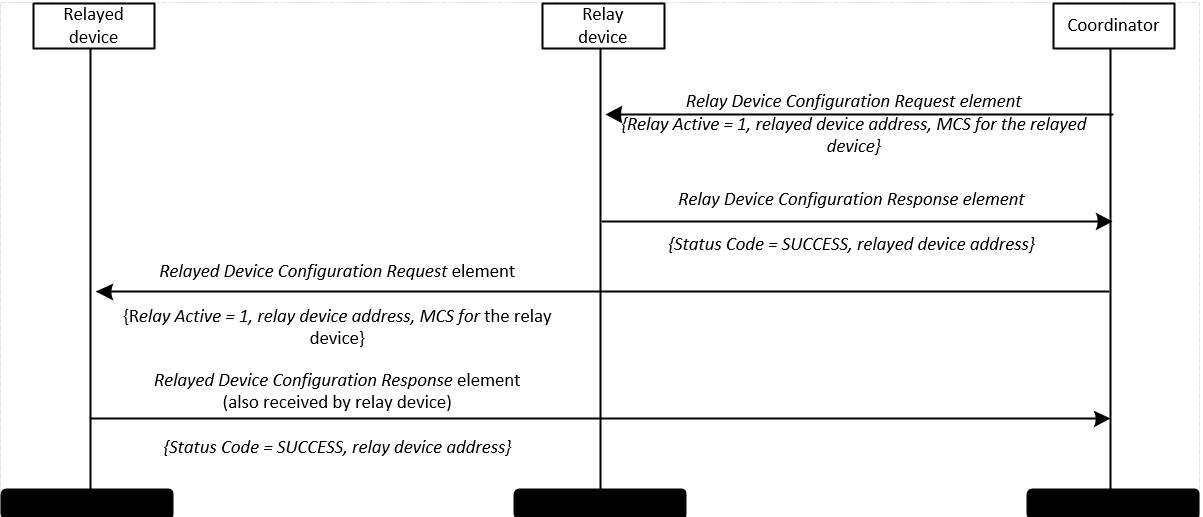 Relayed
device
Relay
device
Coordinator
Relay Device Configuration Request element
{Relay Active = 1, relayed device address, MCS for the relayed
device}
Relay Device Configuration Response element
{Status Code = SUCCESS, relayed device address}
Relayed Device Configuration Request element
{Relay Active = 1, relay device address, MCS for the relay
device}
Relayed Device Configuration Response element
(also received by relay device)
{Status Code = SUCCESS, relay device address}